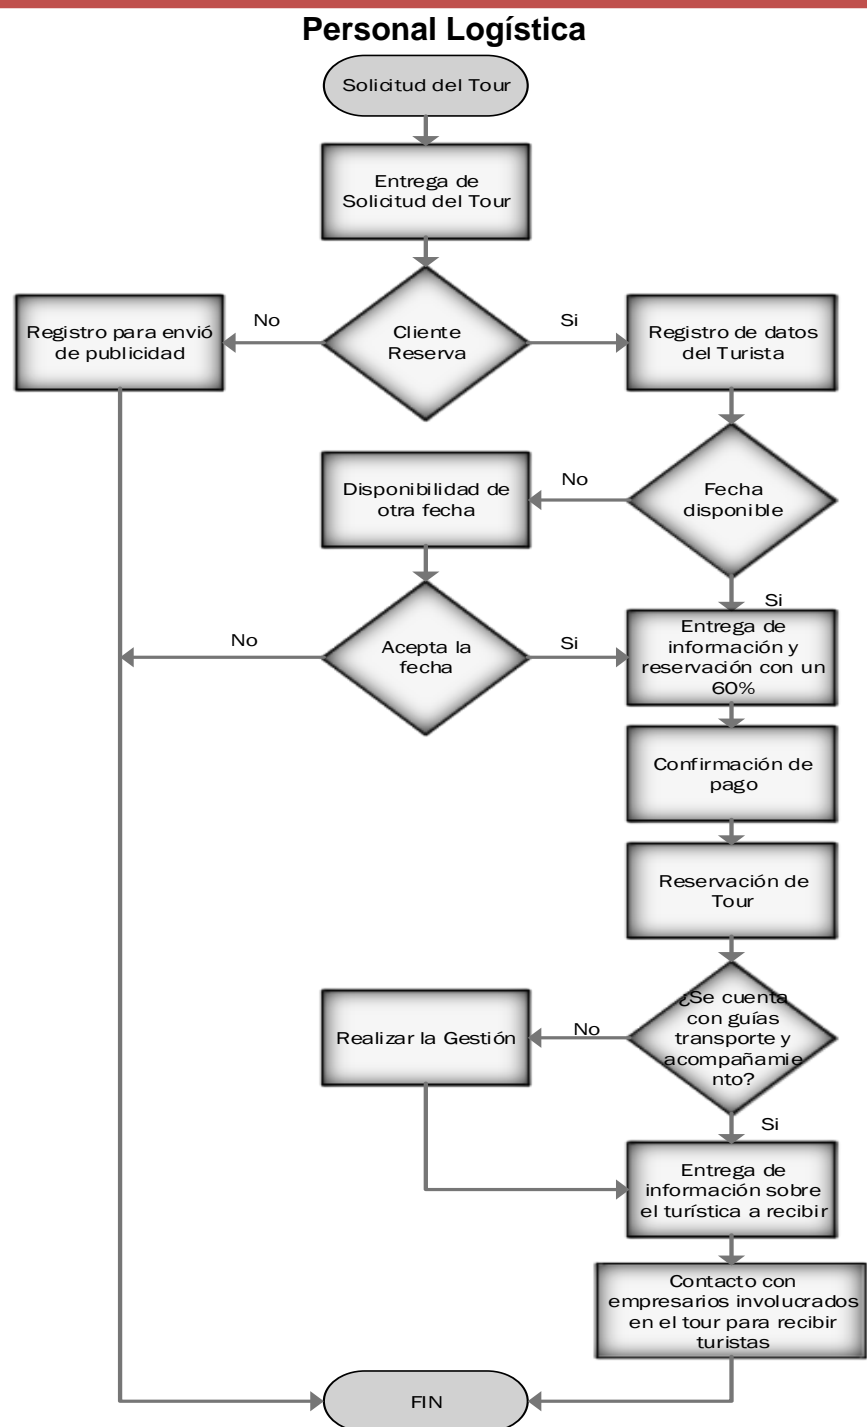 Personal Logística
Solicitud del Tour
Entrega de
Solicitud del Tour
Cliente
Reserva
No
Si
Registro para envió
de publicidad
Registro de datos
del Turista
Fecha
disponible
No
Si
Disponibilidad de
otra fecha
Acepta la
fecha
No
Si
Entrega de
información y
reservación con un
60%
Confirmación de
pago
Reservación de
Tour
¿Se cuenta
con guías
transporte y
acompañamie
nto?
No
Si
Realizar la Gestión
Entrega de
información sobre
el turística a recibir
Contacto con
empresarios involucrados
en el tour para recibir
turistas
FIN